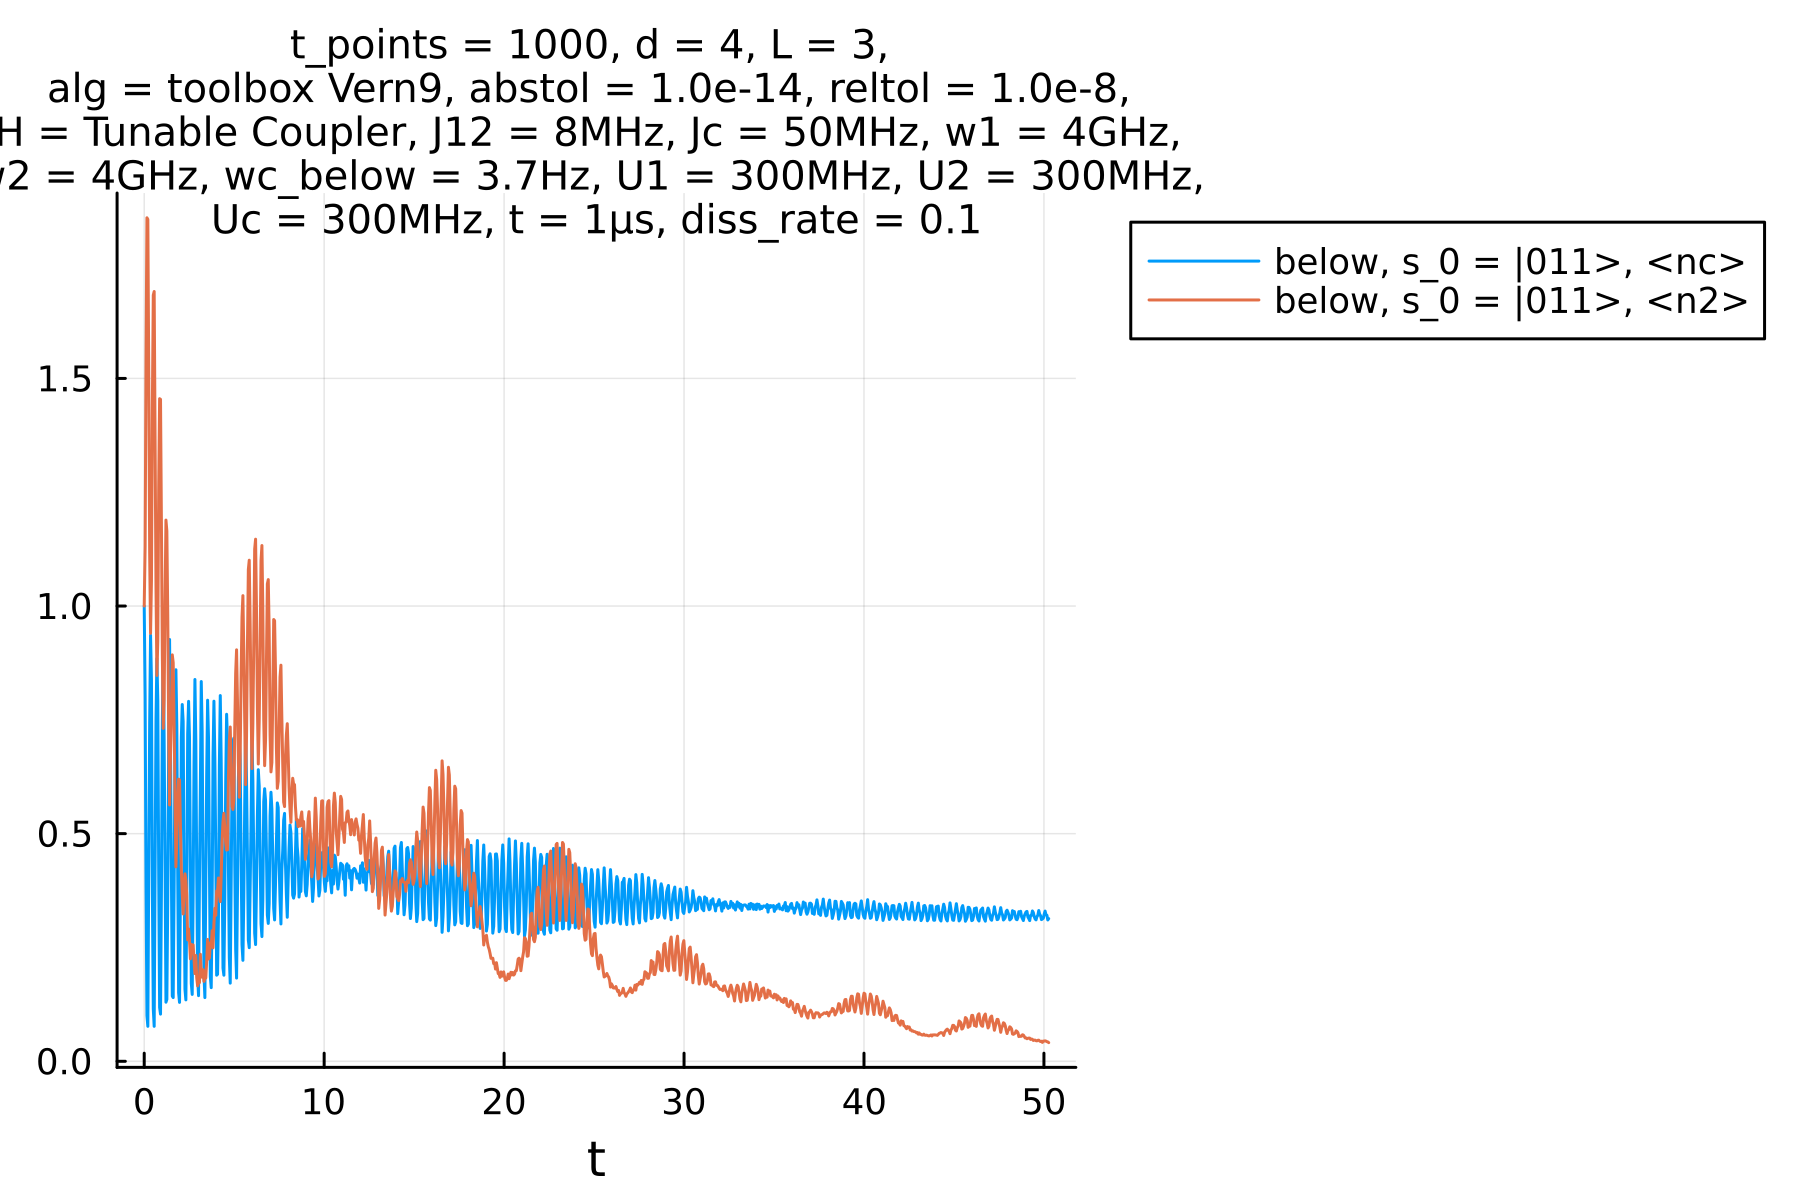 t_points = 1000, d = 4, L = 3,
alg = toolbox Vern9, abstol = 1.0e-14, reltol = 1.0e-8,
H = Tunable Coupler, J12 = 8MHz, Jc = 50MHz, w1 = 4GHz,
w2 = 4GHz, wc_below = 3.7Hz, U1 = 300MHz, U2 = 300MHz,
Uc = 300MHz, t = 1μs, diss_rate = 0.1
below, s_0 = |011>, <nc>
below, s_0 = |011>, <n2>
1.5
1.0
0.5
0.0
0 10 20 30 40 50
t